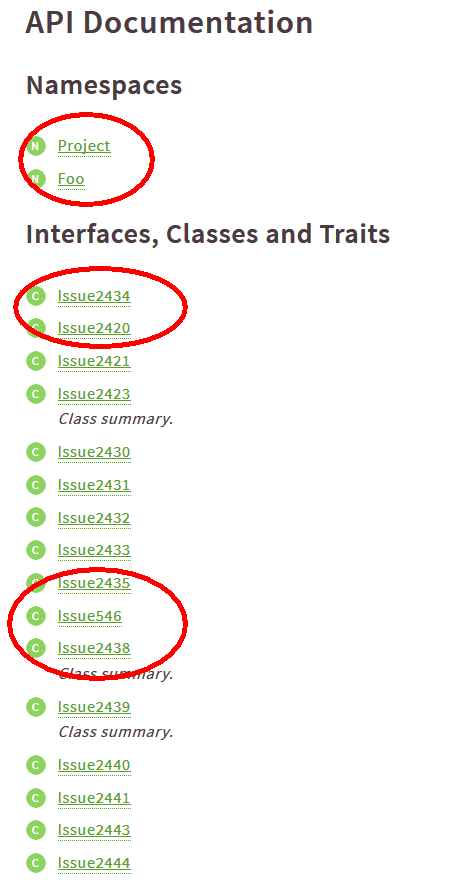 API Documentation
Namespaces
N Project
N Foo
Interfaces, Classes and Traits
C Issue2434
C Issue2420
C Issue2421
C Issue2423
Class summary.
C Issue2430
C Issue2431
C Issue2432
C Issue2433
C Issue2435
C Issue546
C Issue2438
Class summary.
C Issue2439
Class summary.
C Issue2440
C Issue2441
C Issue2443
C Issue2444